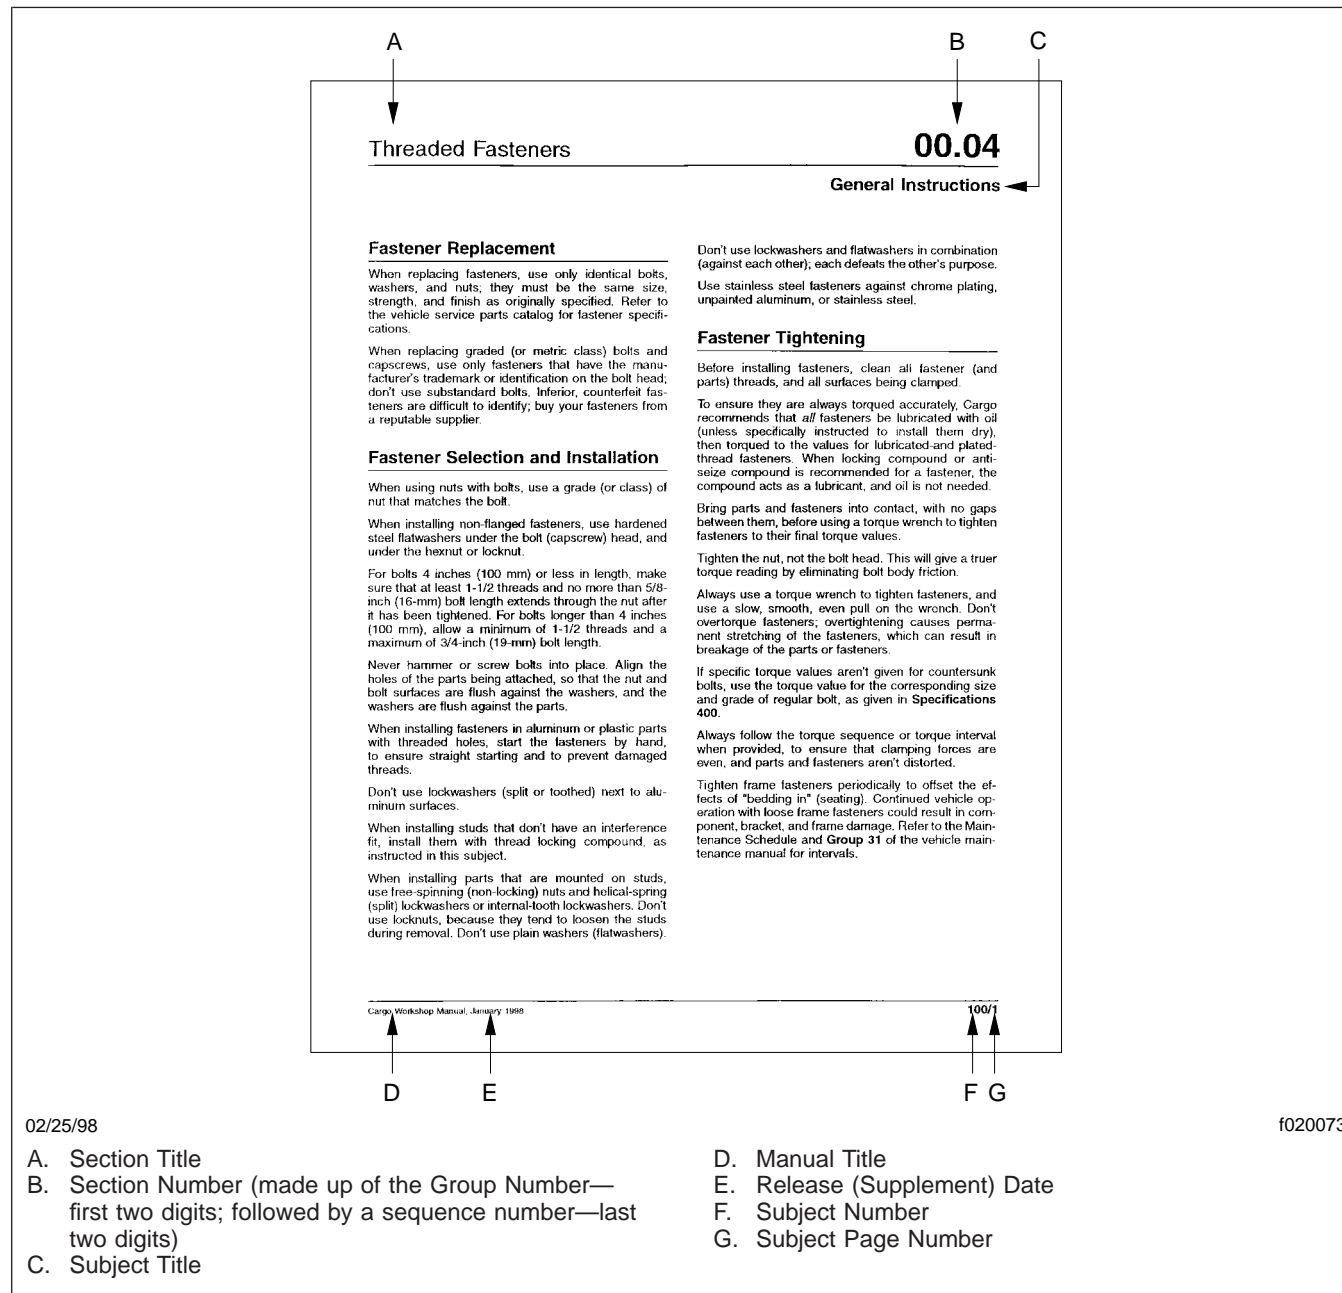 A
B
C
Threaded Fasteners
00.04
General Instructions
Fastener Replacement
When replacing fasteners, use only identical bolts,
washers, and nuts; they must be the same size,
strength, and finish as originally specified. Refer to
the vehicle service parts catalog for fastener specifi-
cations.
When replacing graded (or metric class) bolts and
capscrews, use only fasteners that have the manu-
facturer's trademark or identification on the bolt head;
don't use substandard bolts. Inferior, counterfeit fas-
teners are difficult to identify; buy your fasteners from
a reputable supplier.
Fastener Selection and Installation
When using nuts with bolts, use a grade (or class) of
nut that matches the bolt.
When installing non-flanged fasteners, use hardened
steel flatwashers under the bolt (capscrew) head, and
under the hexnut or locknut.
For bolts 4 inches (100 mm) or less in length, make
sure that at least 1-1/2 threads and no more than 5/8-
inch (16-mm) bolt length extends through the nut after
it has been tightened. For bolts longer than 4 inches
(100 mm), allow a minimum of 1-1/2 threads and a
maximum of 3/4-inch (19-mm) bolt length.
Never hammer or screw bolts into place. Align the
holes of the parts being attached, so that the nut and
bolt surfaces are flush against the washers, and the
washers are flush against the parts.
When installing fasteners in aluminum or plastic parts
with threaded holes, start the fasteners by hand,
to ensure straight starting and to prevent damaged
threads.
Don't use lockwashers (split or toothed) next to alu-
minum surfaces.
When installing studs that don't have an interference
fit, install them with thread locking compound, as
instructed in this subject.
When installing parts that are mounted on studs,
use free-spinning (non-locking) nuts and helical-spring
(split) lockwashers or internal-tooth lockwashers. Don't
use locknuts, because they tend to loosen the studs
during removal. Don't use plain washers (flatwashers).
Don't use lockwashers and flatwashers in combination
(against each other); each defeats the other's purpose.
Use stainless steel fasteners against chrome plating,
unpainted aluminum, or stainless steel.
Fastener Tightening
Before installing fasteners, clean all fastener (and
parts) threads, and all surfaces being clamped.
To ensure they are always torqued accurately, Cargo
recommends that all fasteners be lubricated with oil
(unless specifically instructed to install them dry),
then torqued to the values for lubricated-and plated-
thread fasteners. When locking compound or anti-
seize compound is recommended for a fastener, the
compound acts as a lubricant, and oil is not needed.
Bring parts and fasteners into contact, with no gaps
between them, before using a torque wrench to tighten
fasteners to their final torque values.
Tighten the nut, not the bolt head. This will give a truer
torque reading by eliminating bolt body friction.
Always use a torque wrench to tighten fasteners, and
use a slow, smooth, even pull on the wrench. Don't
overtorque fasteners; overtightening causes perma-
nent stretching of the fasteners, which can result in
breakage of the parts or fasteners.
If specific torque values aren't given for countersunk
bolts, use the torque value for the corresponding size
and grade of regular bolt, as given in Specifications
400.
Always follow the torque sequence or torque interval
when provided, to ensure that clamping forces are
even, and parts and fasteners aren't distorted.
Tighten frame fasteners periodically to offset the ef-
fects of "bedding in" (seating). Continued vehicle op-
eration with loose frame fasteners could result in com-
ponent, bracket, and frame damage. Refer to the Main-
tenance Schedule and Group 31 of the vehicle main-
tenance manual for intervals.
Cargo Workshop Manual, January 1998
100/1
D
E
F G
02/25/98
f020073
A. Section Title
B. Section Number (made up of the Group Number—
first two digits; followed by a sequence number—last
two digits)
C. Subject Title
D. Manual Title
E. Release (Supplement) Date
F. Subject Number
G. Subject Page Number